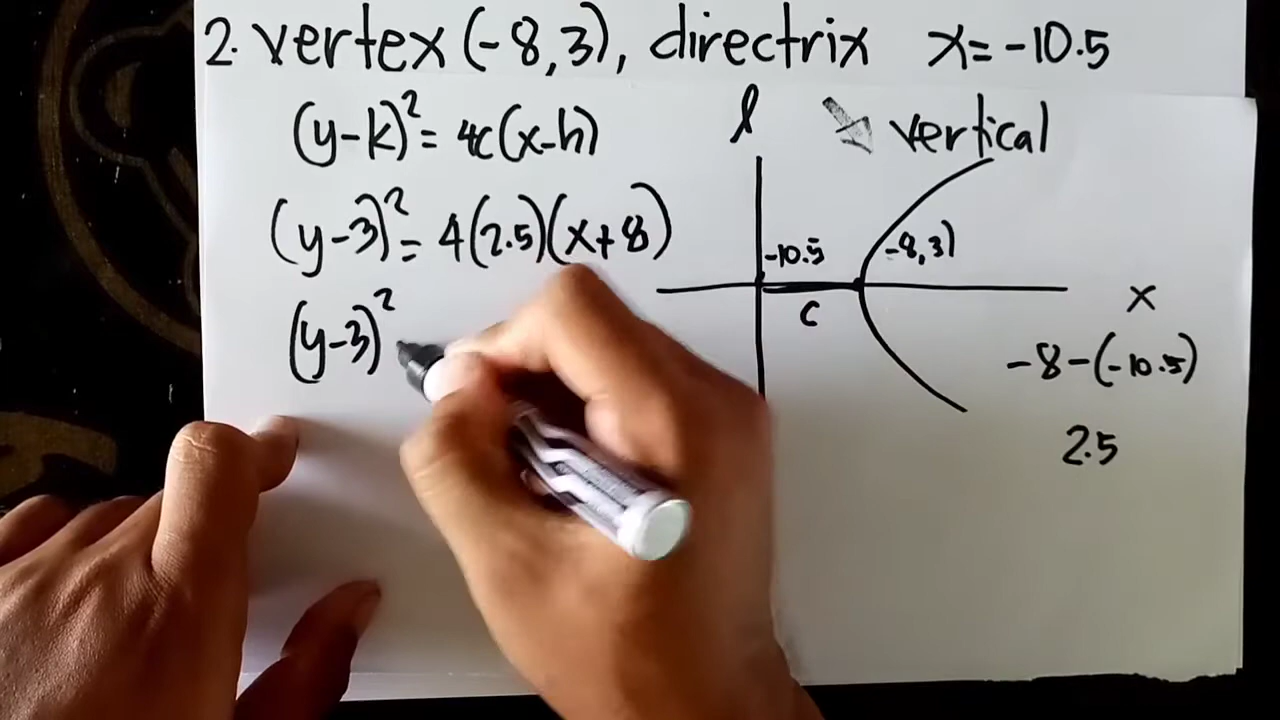 2. vertex (-8,3), directrix x = -10.5
(y-k)² = 4c(x-h)
(y-3)² = 4(2.5)(x+8)
(y-3)²
l
vertical
-10.5
-8,3)
c
x
-8-(-10.5)
2.5